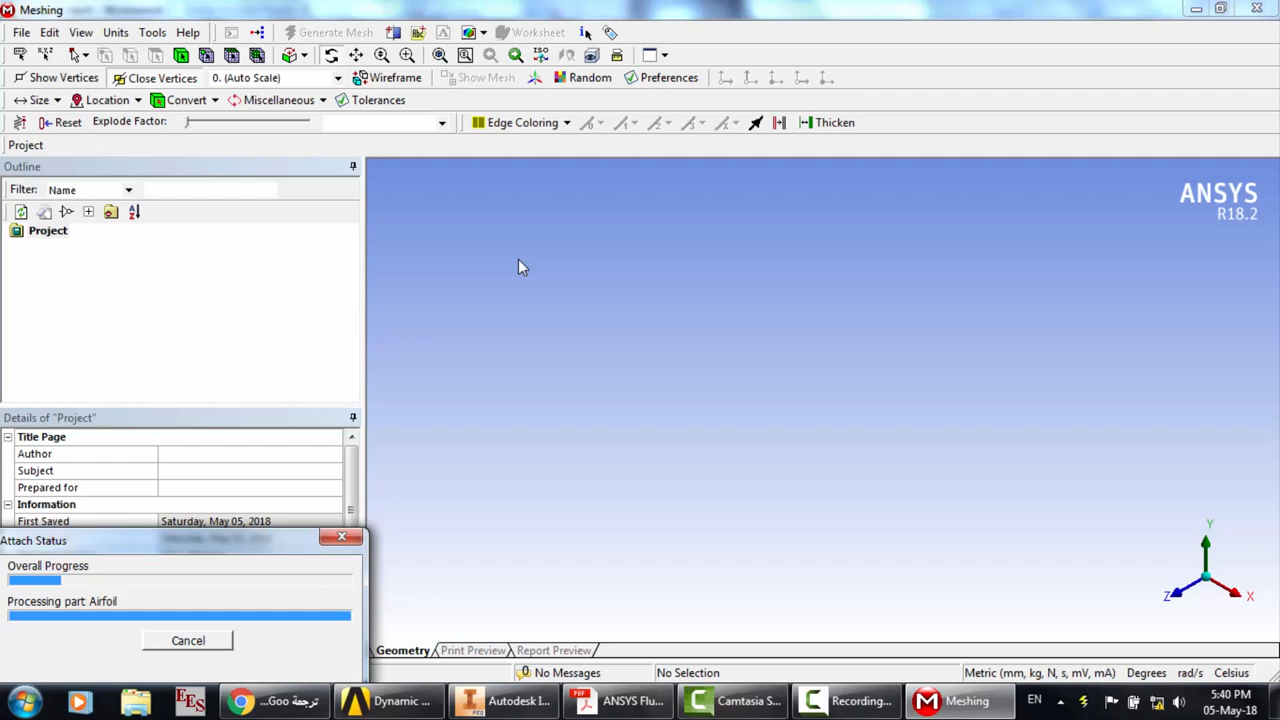 Meshing
File Edit View Units Tools Help Generate Mesh Worksheet
Show Vertices Close Vertices 0. (Auto Scale) Wireframe Show Mesh Random Preferences
Size Location Convert Miscellaneous Tolerances
Reset Explode Factor: Edge Coloring Thicken
Project
Outline
Filter: Name
Project
ANSYS
R18.2
Details of "Project"
Title Page
Author
Subject
Prepared for
Information
First Saved Saturday, May 05, 2018
Attach Status
Overall Progress
Processing part Airfoil
Cancel
Y
Z
X
Geometry Print Preview Report Preview
No Messages No Selection Metric (mm, kg, N, s, mV, mA) Degrees rad/s Celsius
EES ترجمة - Goo... Dynamic ... Autodesk I... ANSYS Flu... Camtasia S... Recording... Meshing EN 5:40 PM
05-May-18